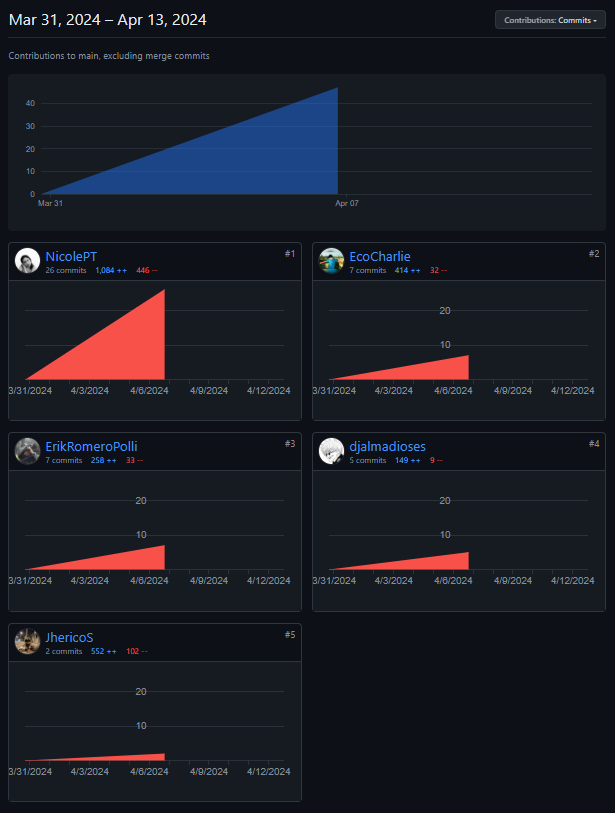 Mar 31, 2024 – Apr 13, 2024
Contributions: Commits
Contributions to main, excluding merge commits
40
30
20
10
0
Mar 31
Apr 07
NicolePT
#1
26 commits 1,084 ++ 446 --
3/31/2024 4/3/2024 4/6/2024 4/9/2024 4/12/2024
EcoCharlie
#2
7 commits 414 ++ 32 --
20
10
3/31/2024 4/3/2024 4/6/2024 4/9/2024 4/12/2024
ErikRomeroPolli
#3
7 commits 258 ++ 33 --
20
10
3/31/2024 4/3/2024 4/6/2024 4/9/2024 4/12/2024
djalmadioses
#4
5 commits 149 ++ 9 --
20
10
3/31/2024 4/3/2024 4/6/2024 4/9/2024 4/12/2024
JhericoS
#5
2 commits 552 ++ 102 --
20
10
3/31/2024 4/3/2024 4/6/2024 4/9/2024 4/12/2024